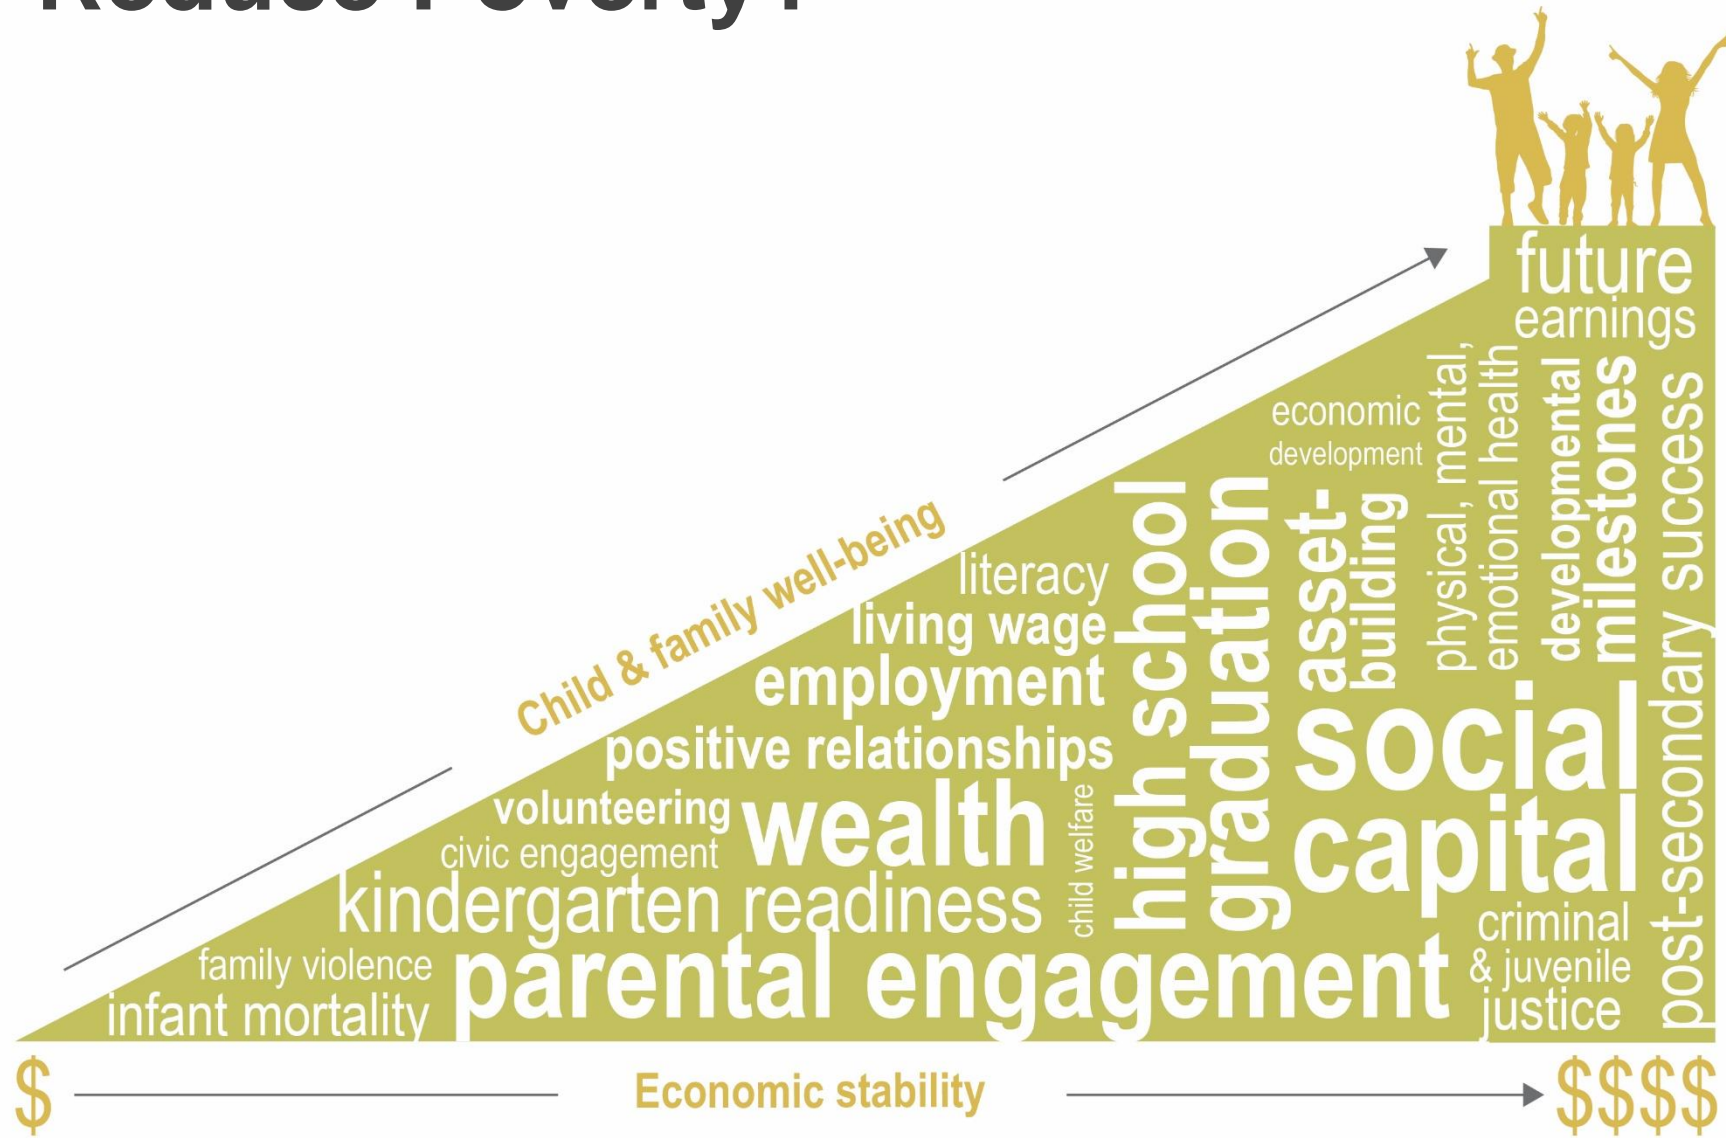 Reduce Poverty?
future
earnings
economic
development
physical, mental,
emotional health
developmental
milestones
post-secondary success
asset-
building
high school
graduation
Child & family well-being
literacy
living wage
employment
positive relationships
social
capital
volunteering
wealth
civic engagement
child welfare
kindergarten readiness
criminal
& juvenile
justice
family violence
parental engagement
infant mortality
$
Economic stability
$$$$